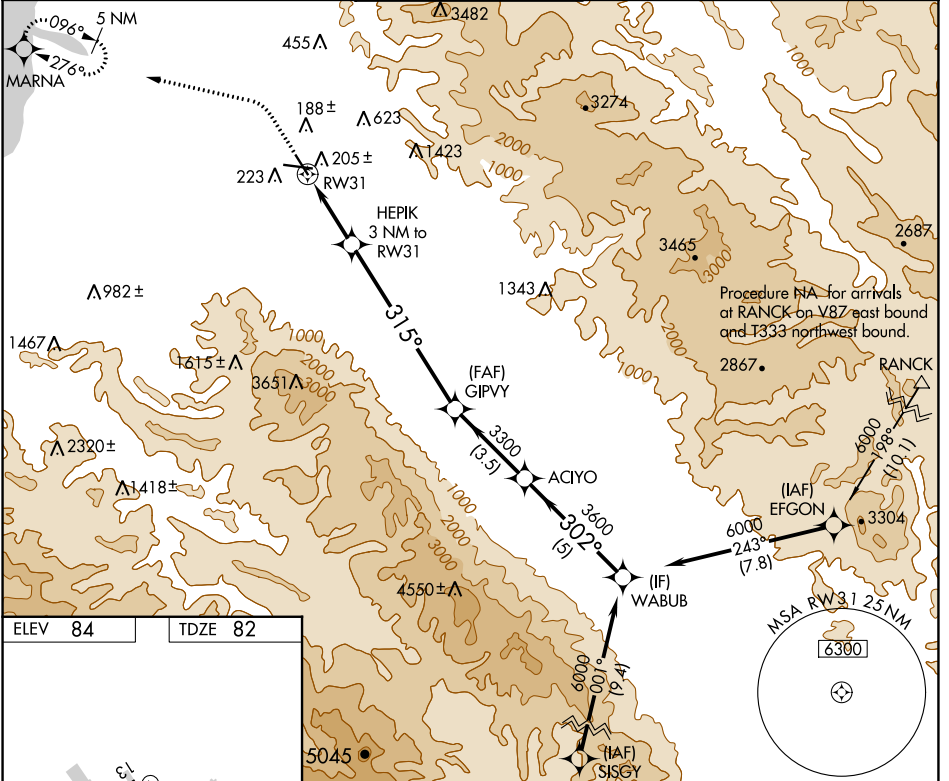 096°
5 NM
276°
MARNA
3482
455
188 ±
623
205 ±
1423
223
RW31
3274
2000
1000
1000
HEPIK
3 NM to
RW31
3465
3000
2687
1343
982 ±
Procedure NA for arrivals
at RANCK on V87 east bound
and T333 northwest bound.
1467
1615 ±
1000
2000
3000
3651
315°
1000
2867
RANCK
(FAF)
GIPVY
6000
198°
(10.1)
2320 ±
1418 ±
3300
(3.5)
ACIYO
3600
302°
(5)
1000
2000
3000
(IAF)
EFGON
3304
6000
243°
(7.8)
4550 ±
(IF)
WABUB
MSA RW31 25 NM
6300
6000
001°
(9.4)
(IAF)
SISGY
5045
ELEV 84
TDZE 82
31